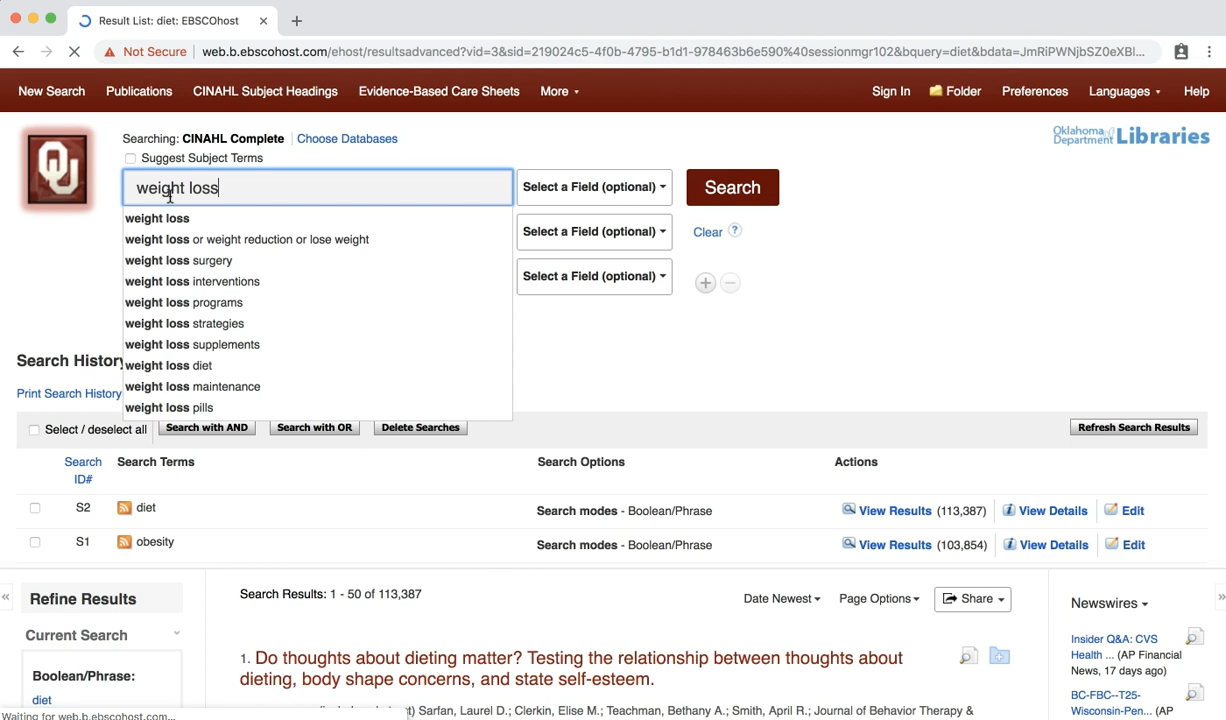 Result List: diet: EBSCOhost
Not Secure web.b.ebscohost.com/ehost/resultsadvanced?vid=3&sid=219024c5-4f0b-4795-b1d1-978463b6e590%40sessionmgr102&bquery=diet&bdata=JmRiPWNjbSZ0eXBl...
New Search Publications CINAHL Subject Headings Evidence-Based Care Sheets More Sign In Folder Preferences Languages Help
Searching: CINAHL Complete Choose Databases
Suggest Subject Terms
Oklahoma Department of Libraries
OU
weight loss Select a Field (optional) Search
weight loss
Select a Field (optional) Clear ?
weight loss or weight reduction or lose weight
weight loss surgery
Select a Field (optional)
weight loss interventions
weight loss programs
weight loss strategies
weight loss supplements
Search History
weight loss diet
weight loss maintenance
Print Search History
weight loss pills
Select / deselect all Search with AND Search with OR Delete Searches Refresh Search Results
Search ID# Search Terms Search Options Actions
S2 diet Search modes - Boolean/Phrase View Results (113,387) View Details Edit
S1 obesity Search modes - Boolean/Phrase View Results (103,854) View Details Edit
Refine Results
Current Search
Boolean/Phrase:
diet
Search Results: 1 - 50 of 113,387 Date Newest Page Options Share
1. Do thoughts about dieting matter? Testing the relationship between thoughts about
dieting, body shape concerns, and state self-esteem.
Sarfan, Laurel D.; Clerkin, Elise M.; Teachman, Bethany A.; Smith, April R.; Journal of Behavior Therapy &
Newswires
Insider Q&A: CVS
Health ... (AP Financial
News, 17 days ago)
BC-FBC--T25-
Wisconsin-Pen... (AP
Waiting for web.b.ebscohost.com...